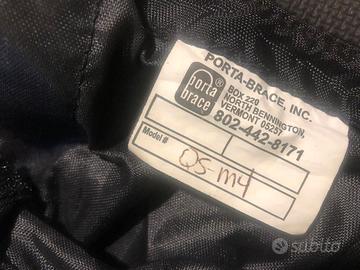 PORTA-BRACE, INC.
BOX 220
NORTH BENNINGTON,
VERMONT 05257
802-442-8171
porta
brace
Model #
QS m4
subito